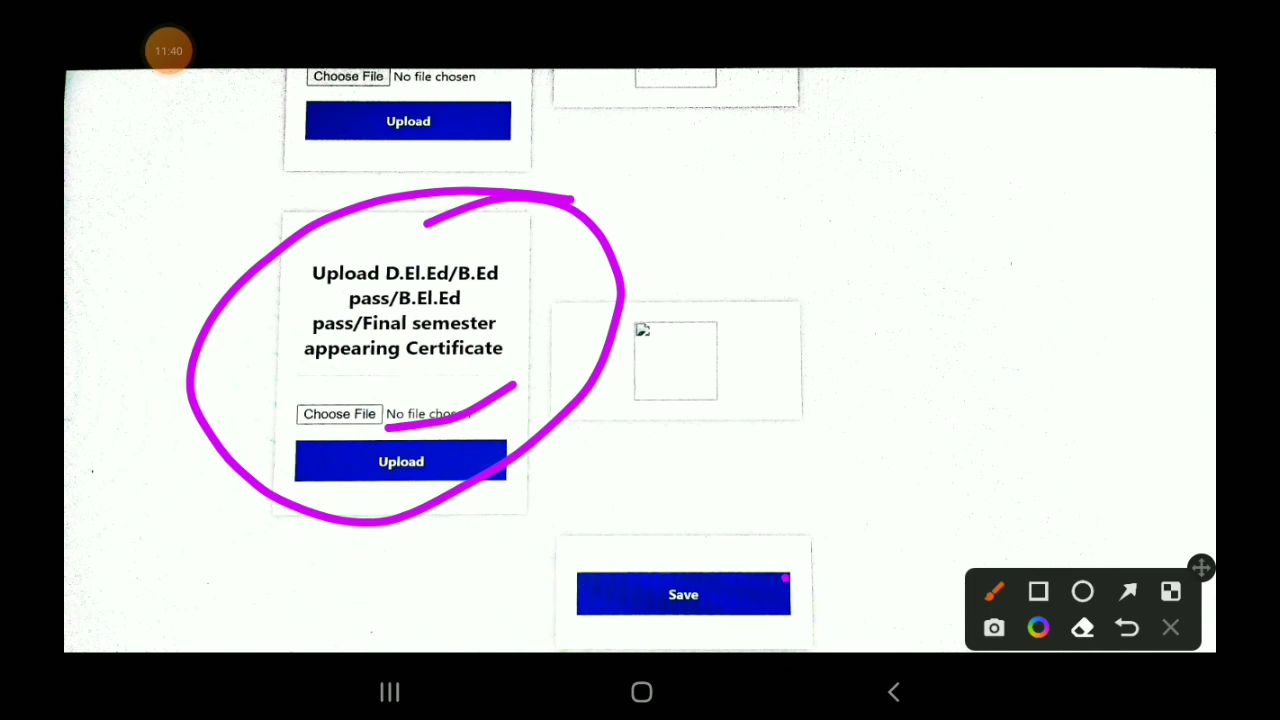 11:40
Choose File No file chosen
Upload
Upload D.El.Ed/B.Ed
pass/B.El.Ed
pass/Final semester
appearing Certificate
Choose File No file chosen
Upload
Save